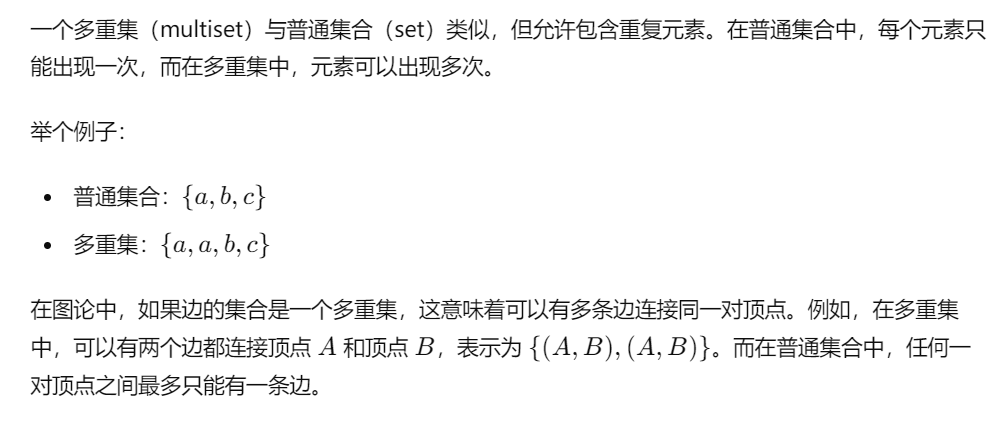 一个多重集（multiset）与普通集合（set）类似，但允许包含重复元素。在普通集合中，每个元素只
能出现一次，而在多重集中，元素可以出现多次。
举个例子：
• 普通集合：{a, b, c}
• 多重集：{a, a, b, c}
在图论中，如果边的集合是一个多重集，这意味着可以有多条边连接同一对顶点。例如，在多重集
中，可以有两个边都连接顶点 A 和顶点 B，表示为 {(A, B), (A, B)}。而在普通集合中，任何一
对顶点之间最多只能有一条边。